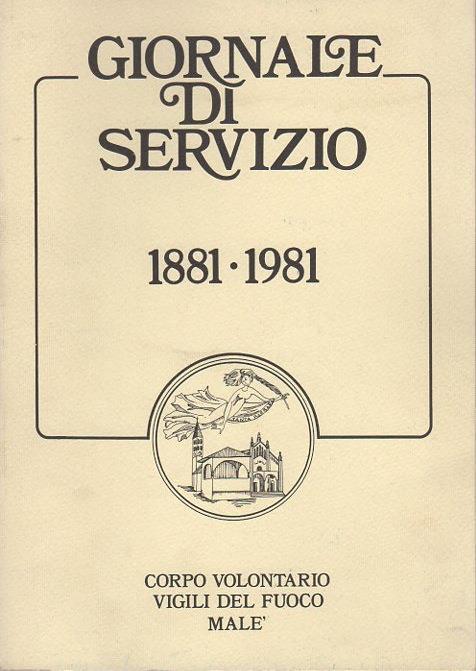 GIORNALE
DI
SERVIZIO
1881·1981
CORPO VOLONTARIO
VIGILI DEL FUOCO
MALE'